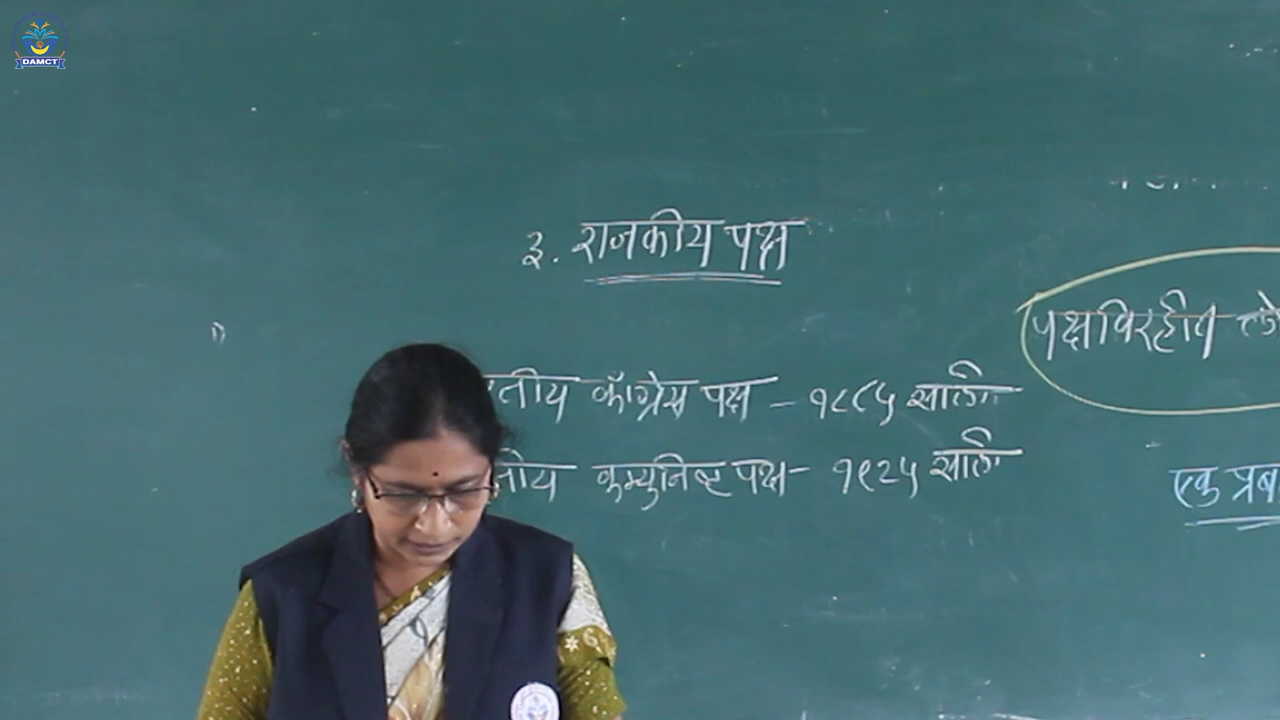 DAMCT
३. राजकीय पक्ष
पक्षविरहीत
तीय काँग्रेस पक्ष – १८८५ साली
तीय कम्युनिष्ट पक्ष – १९२५ साली
एक प्रब